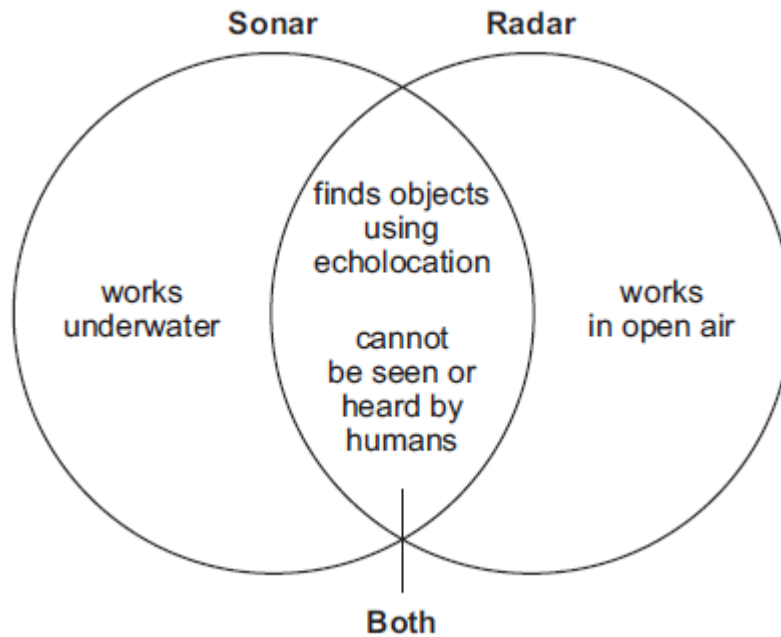 Sonar
Radar
works
underwater
finds objects
using
echolocation
cannot
be seen or
heard by
humans
works
in open air
Both